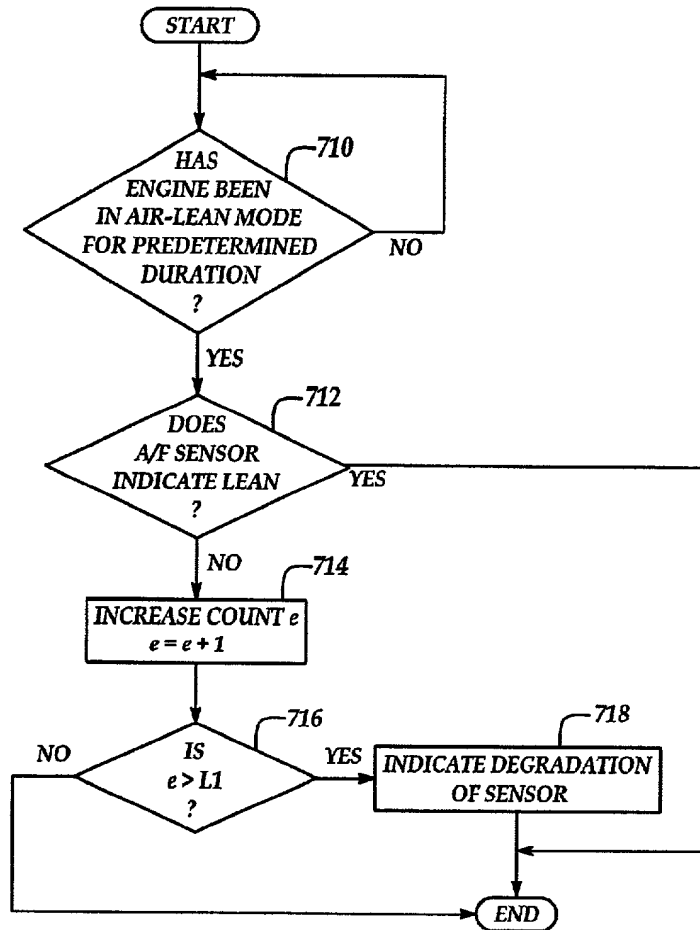 START
710
HAS
ENGINE BEEN
IN AIR-LEAN MODE
FOR PREDETERMINED
DURATION
?
NO
YES
712
DOES
A/F SENSOR
INDICATE LEAN
?
YES
NO
714
INCREASE COUNT e
e = e + 1
716
IS
e > L1
?
NO
YES
718
INDICATE DEGRADATION
OF SENSOR
END